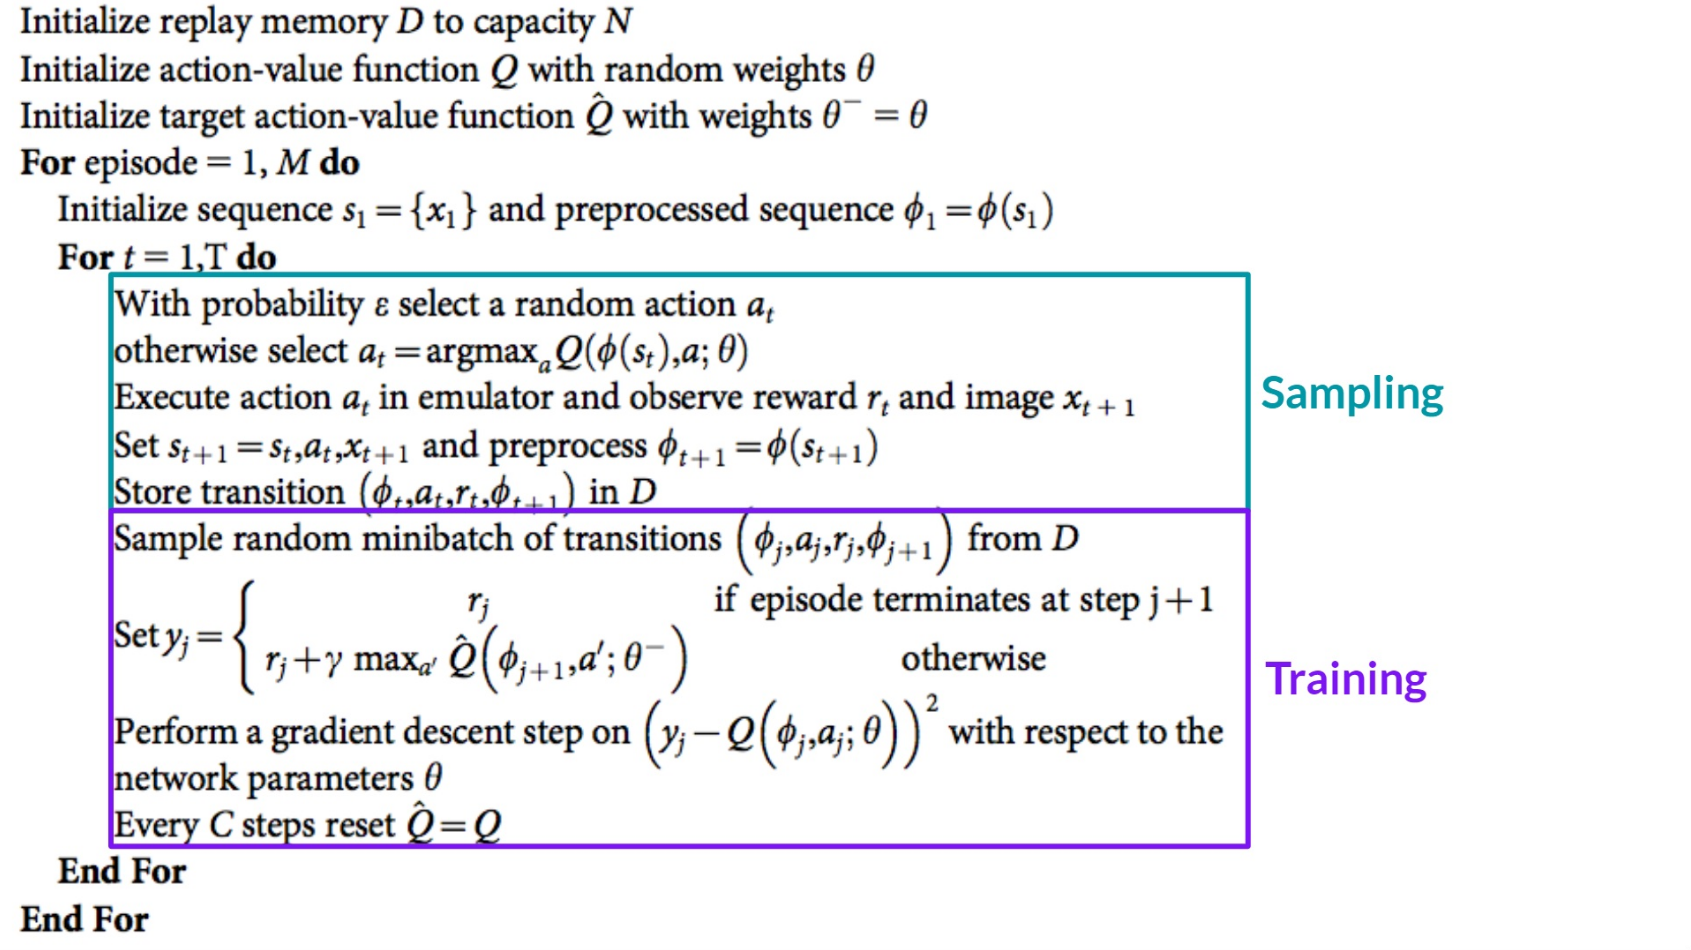 Initialize replay memory D to capacity N
Initialize action-value function Q with random weights θ
Initialize target action-value function Q̂ with weights θ⁻ = θ
For episode = 1, M do
Initialize sequence s₁ = {x₁} and preprocessed sequence ϕ₁ = ϕ(s₁)
For t = 1,T do
With probability ε select a random action aₜ
otherwise select aₜ = argmaxₐ Q(ϕ(sₜ),a; θ)
Execute action aₜ in emulator and observe reward rₜ and image xₜ₊₁
Set sₜ₊₁ = sₜ,aₜ,xₜ₊₁ and preprocess ϕₜ₊₁ = ϕ(sₜ₊₁)
Store transition (ϕₜ,aₜ,rₜ,ϕₜ₊₁) in D
Sampling
Sample random minibatch of transitions (ϕⱼ,aⱼ,rⱼ,ϕⱼ₊₁) from D
Set yⱼ = { rⱼ if episode terminates at step j+1
rⱼ + γ maxₐ′ Q̂(ϕⱼ₊₁,a′; θ⁻) otherwise
Training
Perform a gradient descent step on (yⱼ − Q(ϕⱼ,aⱼ; θ))² with respect to the
network parameters θ
Every C steps reset Q̂ = Q
End For
End For